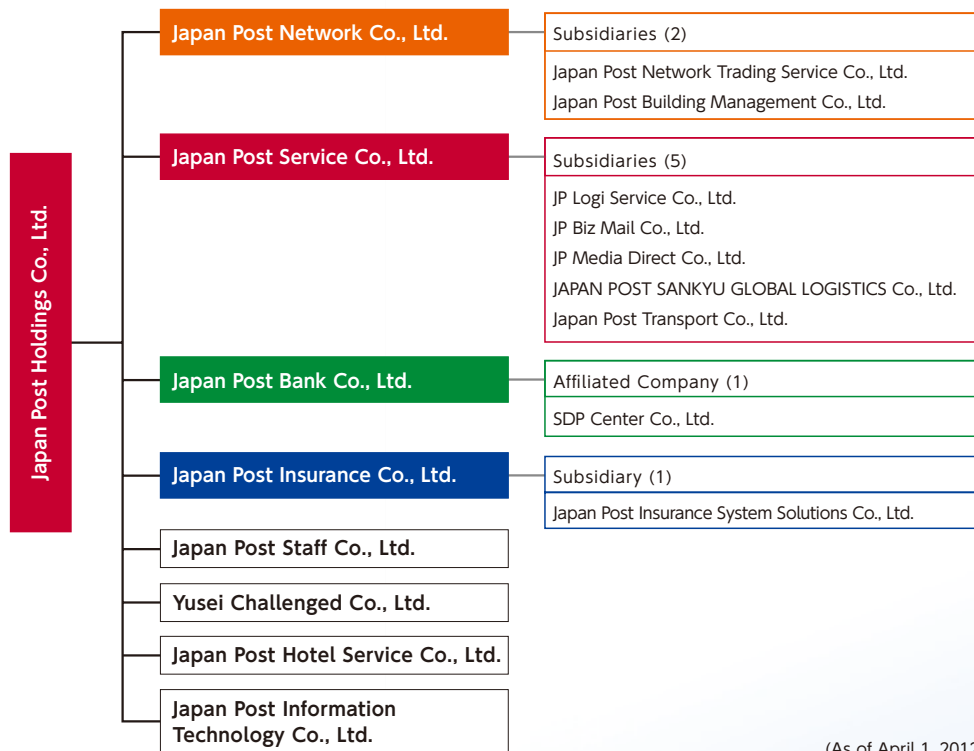 Japan Post Holdings Co., Ltd.
Japan Post Network Co., Ltd.
Subsidiaries (2)
Japan Post Network Trading Service Co., Ltd.
Japan Post Building Management Co., Ltd.
Japan Post Service Co., Ltd.
Subsidiaries (5)
JP Logi Service Co., Ltd.
JP Biz Mail Co., Ltd.
JP Media Direct Co., Ltd.
JAPAN POST SANKYU GLOBAL LOGISTICS Co., Ltd.
Japan Post Transport Co., Ltd.
Japan Post Bank Co., Ltd.
Affiliated Company (1)
SDP Center Co., Ltd.
Japan Post Insurance Co., Ltd.
Subsidiary (1)
Japan Post Insurance System Solutions Co., Ltd.
Japan Post Staff Co., Ltd.
Yusei Challenged Co., Ltd.
Japan Post Hotel Service Co., Ltd.
Japan Post Information
Technology Co., Ltd.
(As of April 1,